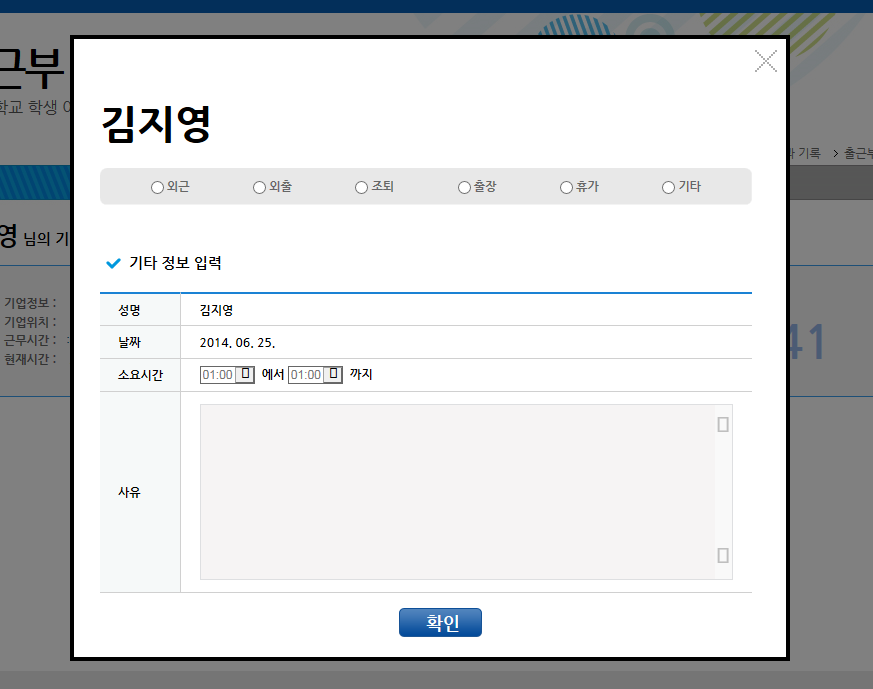 근부
학교 학생
기록 > 출근부
영 님의 기
김지영
외근 외출 조퇴 출장 휴가 기타
기타 정보 입력
성명 김지영
날짜 2014. 06. 25.
소요시간 01:00 에서 01:00 까지
사유
확인
기업정보 :
기업위치 :
근무시간 :
현재시간 :
41